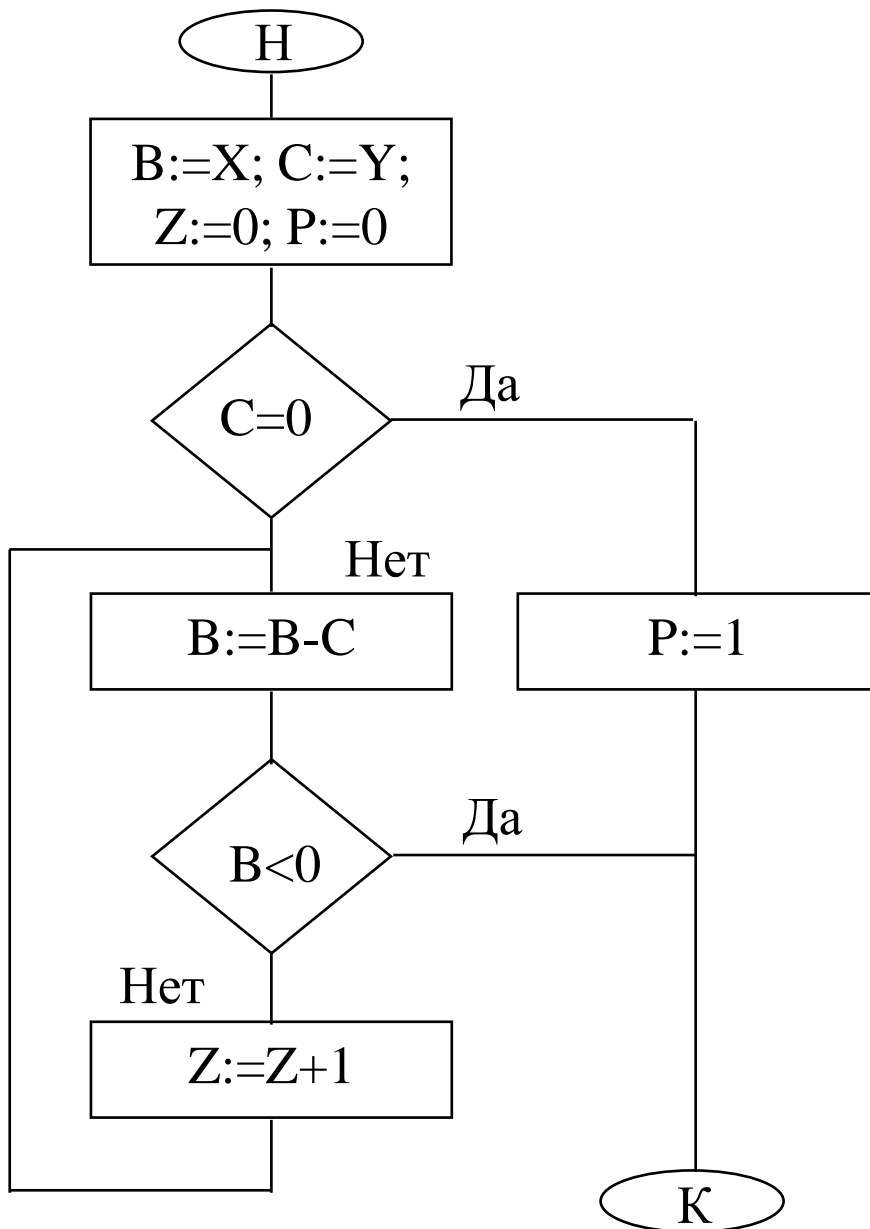 Н
B:=X; C:=Y;
Z:=0; P:=0
C=0
Да
Нет
B:=B-C
P:=1
B<0
Да
Нет
Z:=Z+1
К